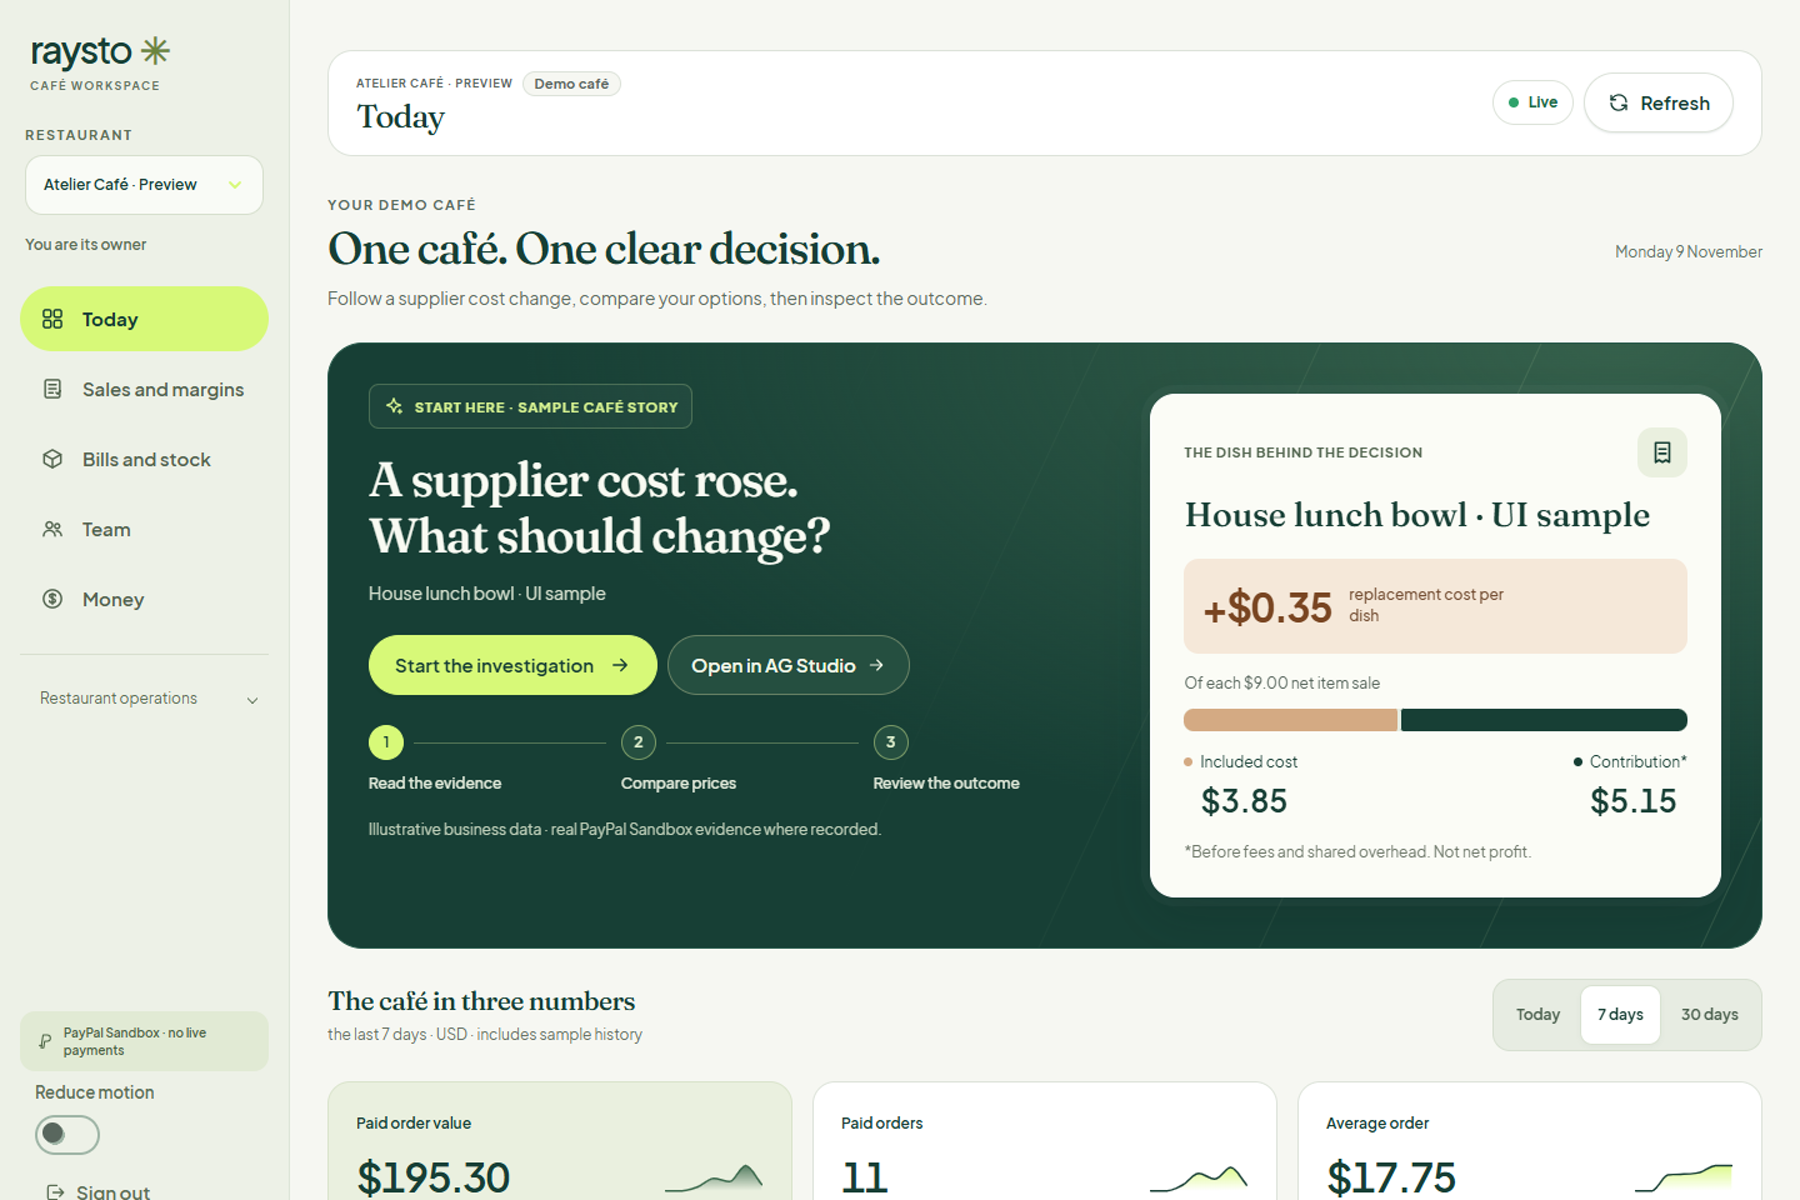 raysto
CAFÉ WORKSPACE
RESTAURANT
Atelier Café · Preview
You are its owner
Today
Sales and margins
Bills and stock
Team
Money
Restaurant operations
PayPal Sandbox · no live
payments
Reduce motion
Sign out
ATELIER CAFÉ · PREVIEW
Demo café
Today
Live
Refresh
YOUR DEMO CAFÉ
One café. One clear decision.
Monday 9 November
Follow a supplier cost change, compare your options, then inspect the outcome.
START HERE · SAMPLE CAFÉ STORY
A supplier cost rose.
What should change?
House lunch bowl · UI sample
Start the investigation
Open in AG Studio
1
2
3
Read the evidence
Compare prices
Review the outcome
Illustrative business data · real PayPal Sandbox evidence where recorded.
THE DISH BEHIND THE DECISION
House lunch bowl · UI sample
+$0.35
replacement cost per
dish
Of each $9.00 net item sale
Included cost
Contribution*
$3.85
$5.15
*Before fees and shared overhead. Not net profit.
The café in three numbers
the last 7 days · USD · includes sample history
Today
7 days
30 days
Paid order value
$195.30
Paid orders
11
Average order
$17.75